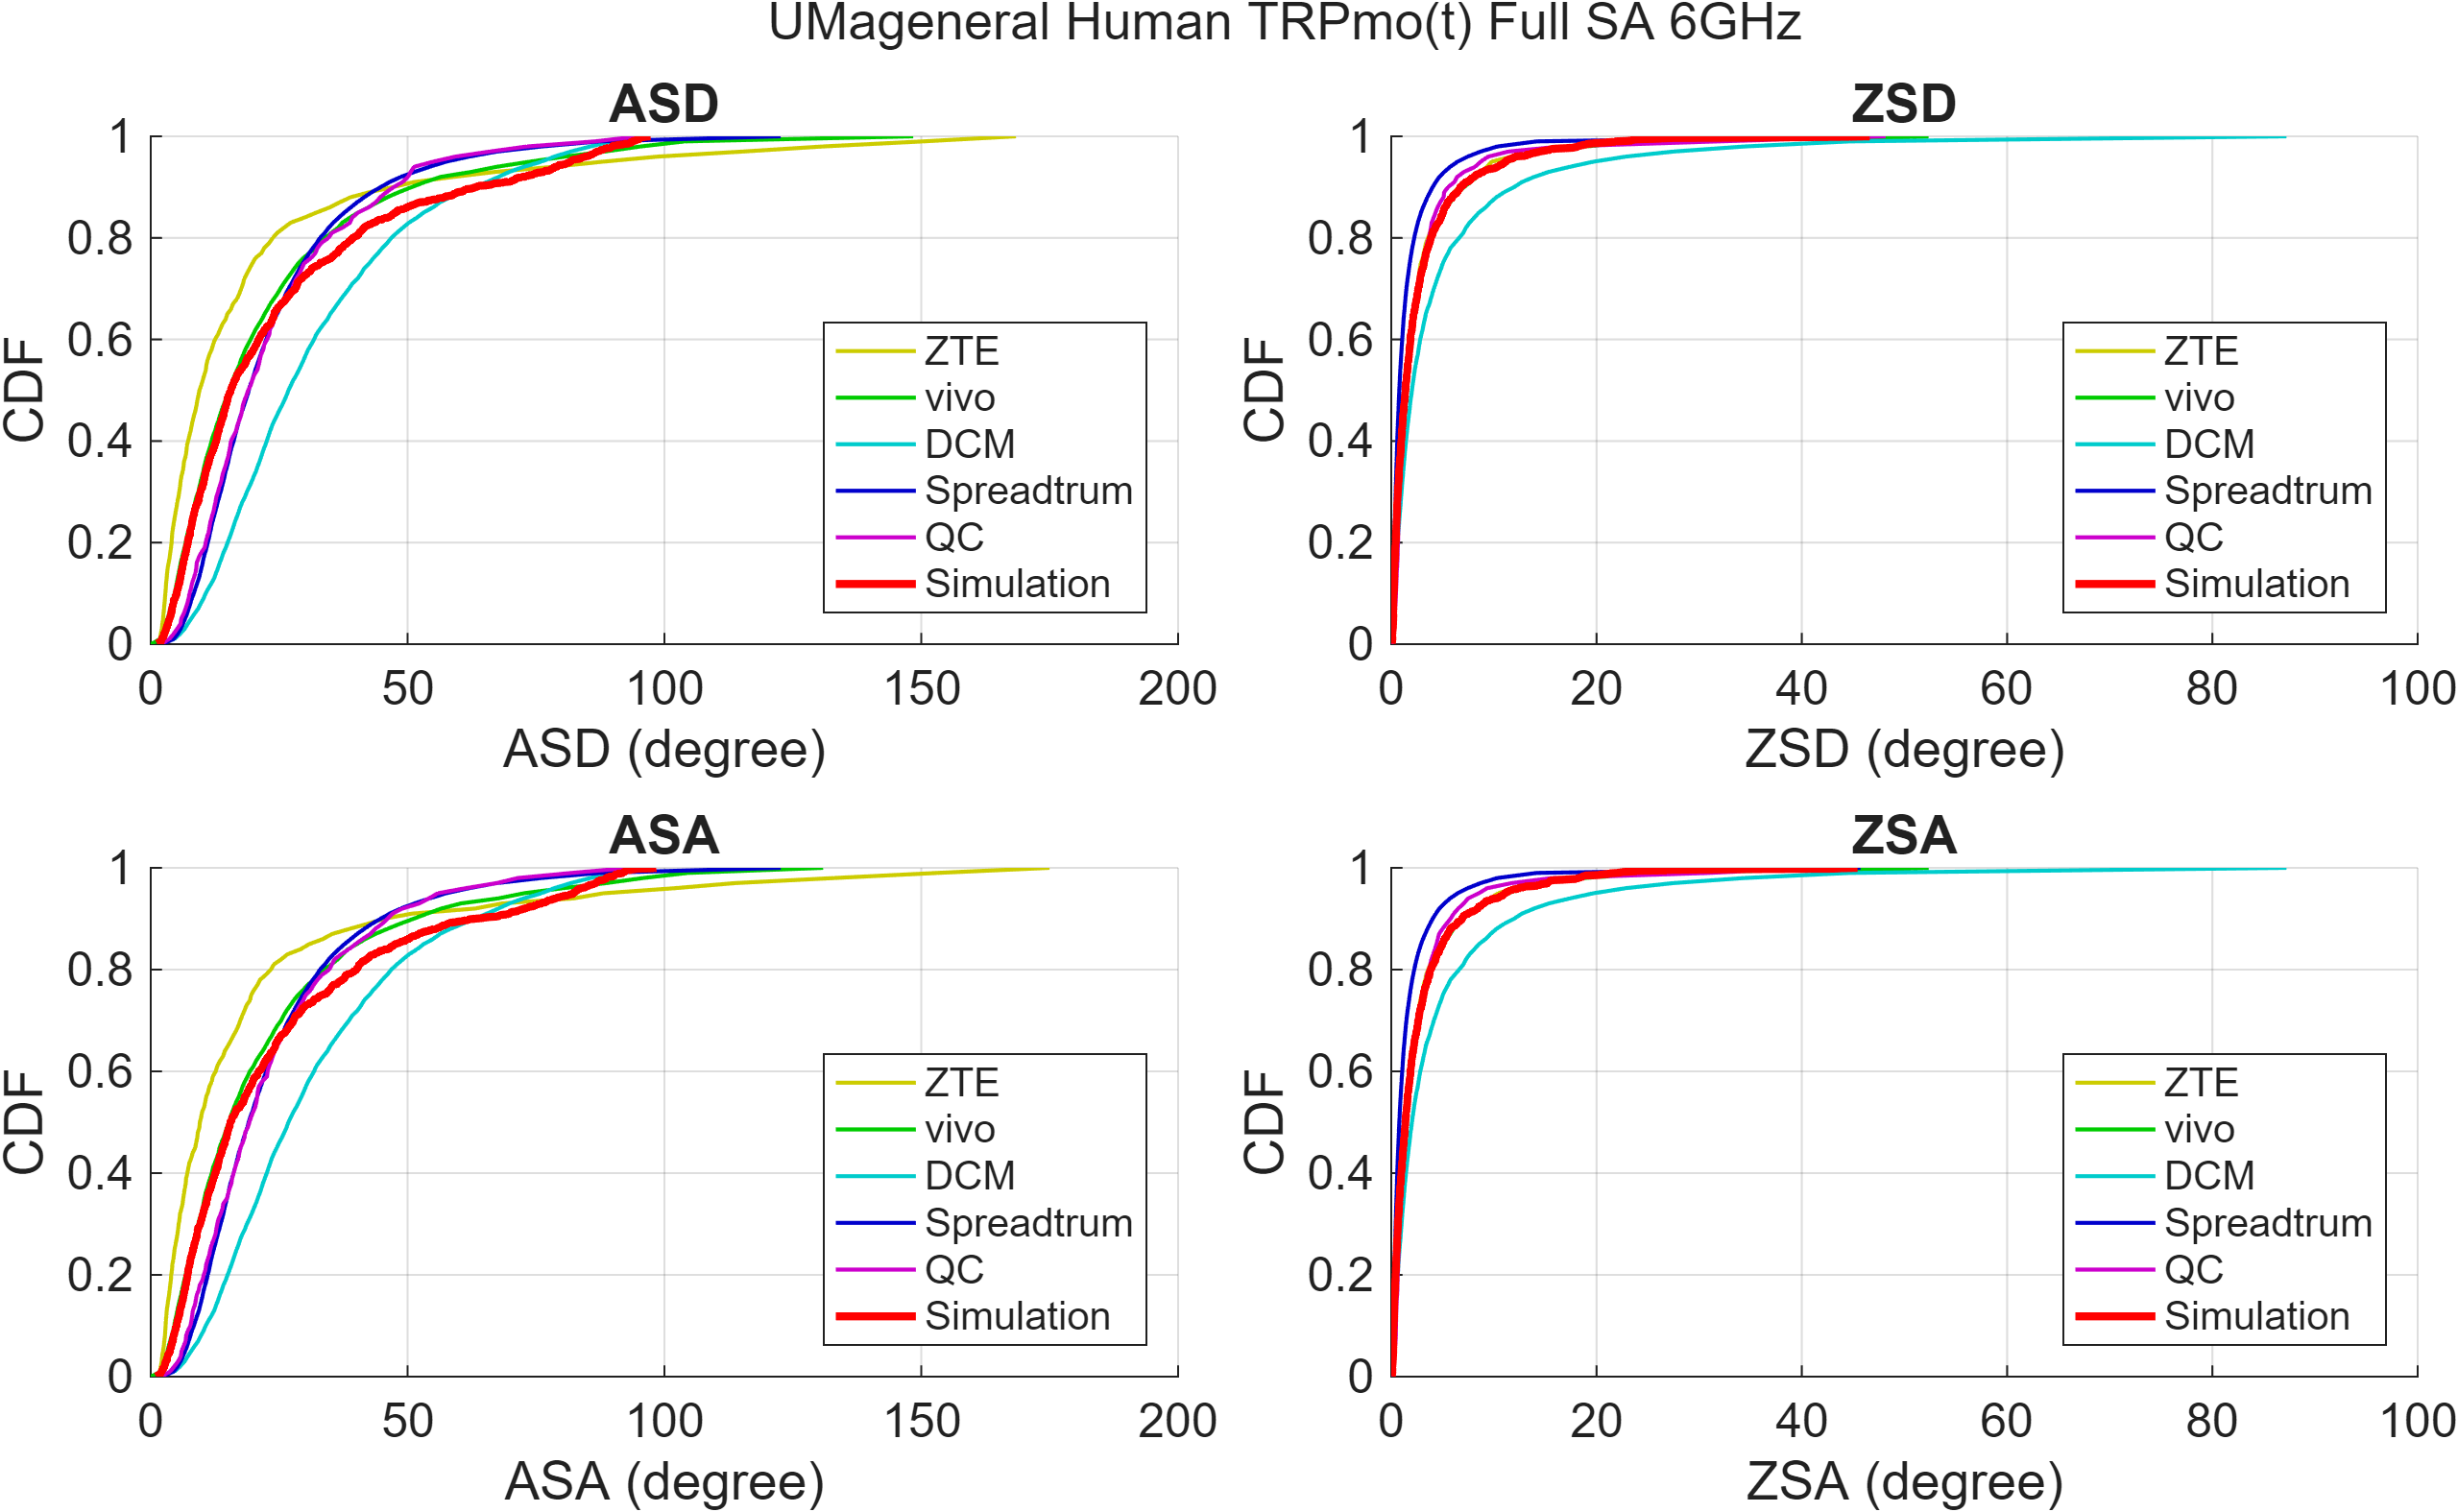 UMageneral Human TRPmo(t) Full SA 6GHz
ASD
1
0.8
0.6
0.4
0.2
0
CDF
0 50 100 150 200
ASD (degree)
ZTE
vivo
DCM
Spreadtrum
QC
Simulation
ZSD
1
0.8
0.6
0.4
0.2
0
CDF
0 20 40 60 80 100
ZSD (degree)
ZTE
vivo
DCM
Spreadtrum
QC
Simulation
ASA
1
0.8
0.6
0.4
0.2
0
CDF
0 50 100 150 200
ASA (degree)
ZTE
vivo
DCM
Spreadtrum
QC
Simulation
ZSA
1
0.8
0.6
0.4
0.2
0
CDF
0 20 40 60 80 100
ZSA (degree)
ZTE
vivo
DCM
Spreadtrum
QC
Simulation